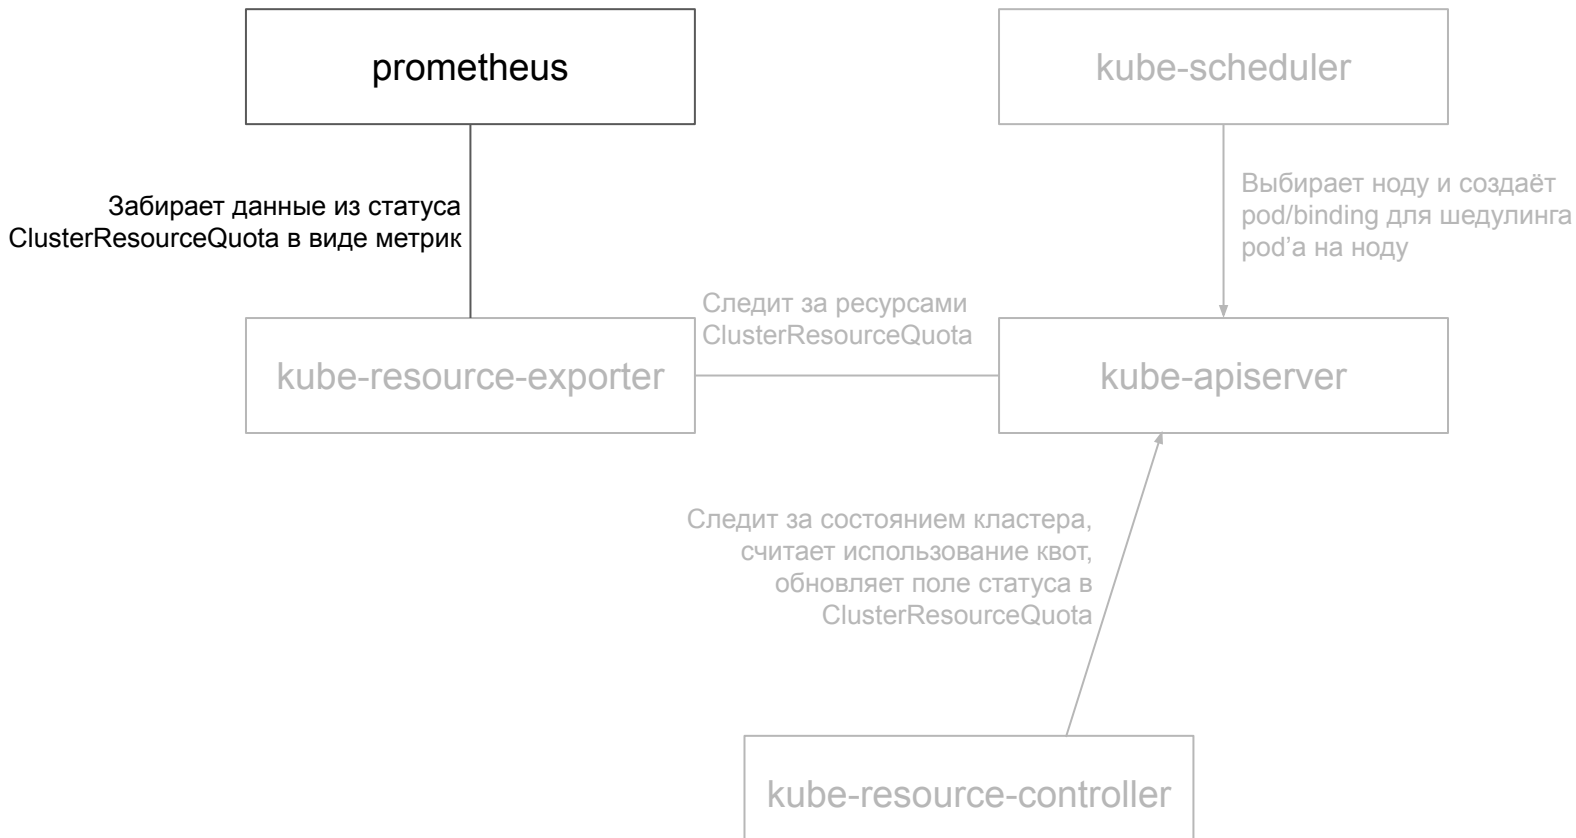 prometheus
kube-scheduler
Забирает данные из статуса
ClusterResourceQuota в виде метрик
Выбирает ноду и создаёт
pod/binding для шедулинга
pod’а на ноду
Следит за ресурсами
ClusterResourceQuota
kube-resource-exporter
kube-apiserver
Следит за состоянием кластера,
считает использование квот,
обновляет поле статуса в
ClusterResourceQuota
kube-resource-controller